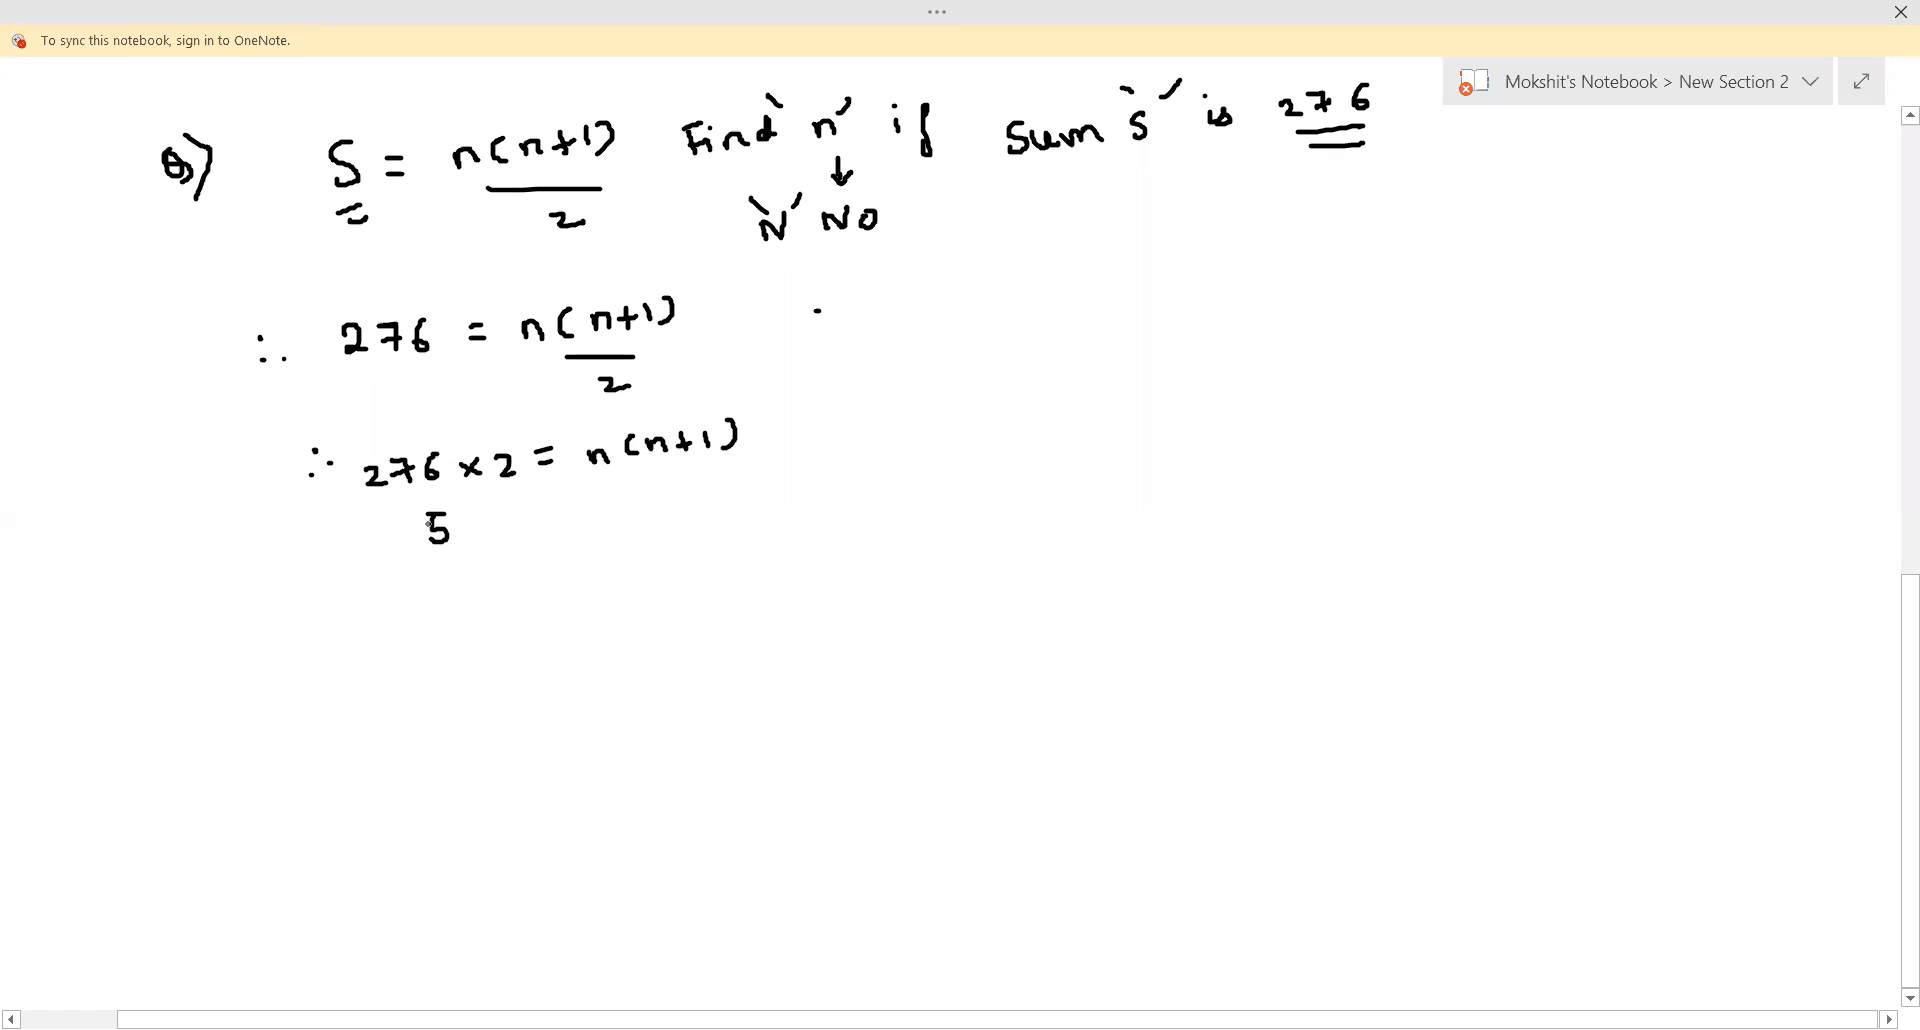 To sync this notebook, sign in to OneNote.
Mokshit's Notebook > New Section 2
Q) S = n(n+1)/2 Find `n' if Sum `S' is 276
↓
`N' NO
∴ 276 = n(n+1)/2
∴ 276 × 2 = n(n+1)
5